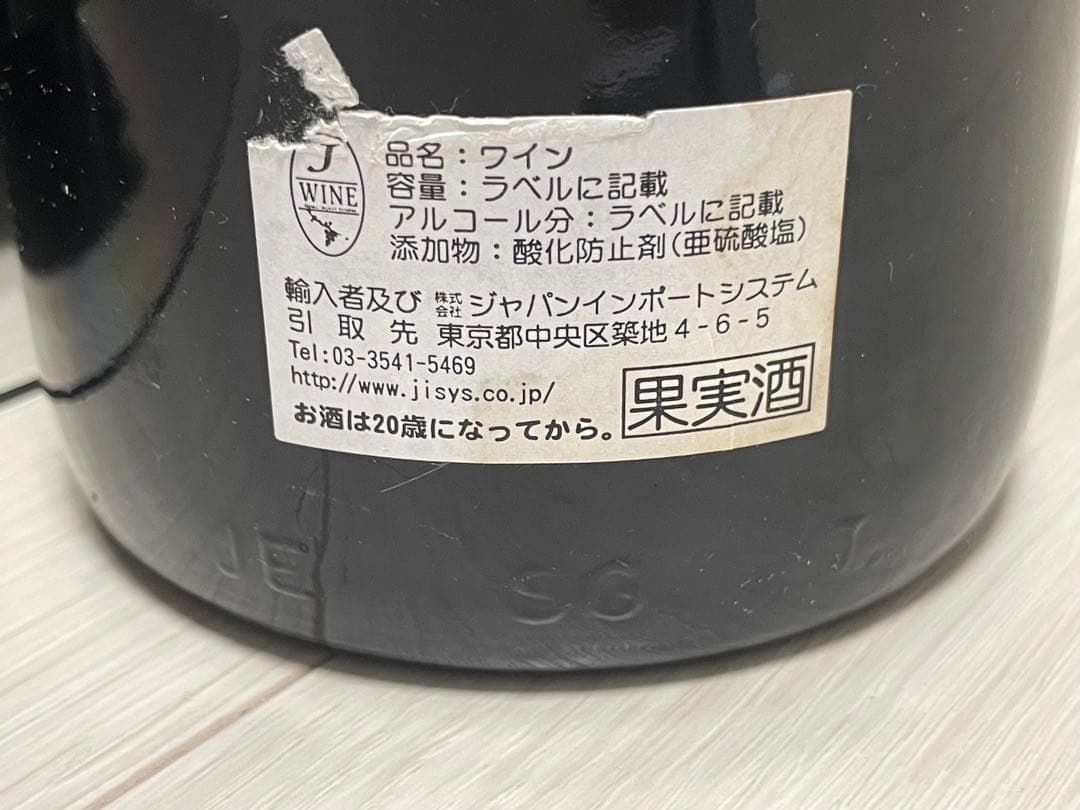 J
WINE
品名：ワイン
容量：ラベルに記載
アルコール分：ラベルに記載
添加物：酸化防止剤(亜硫酸塩)
輸入者及び 株式会社 ジャパンインポートシステム
引取先 東京都中央区築地4-6-5
Tel:03-3541-5469
http://www.jisys.co.jp/
お酒は20歳になってから。
果実酒
JE SG J.